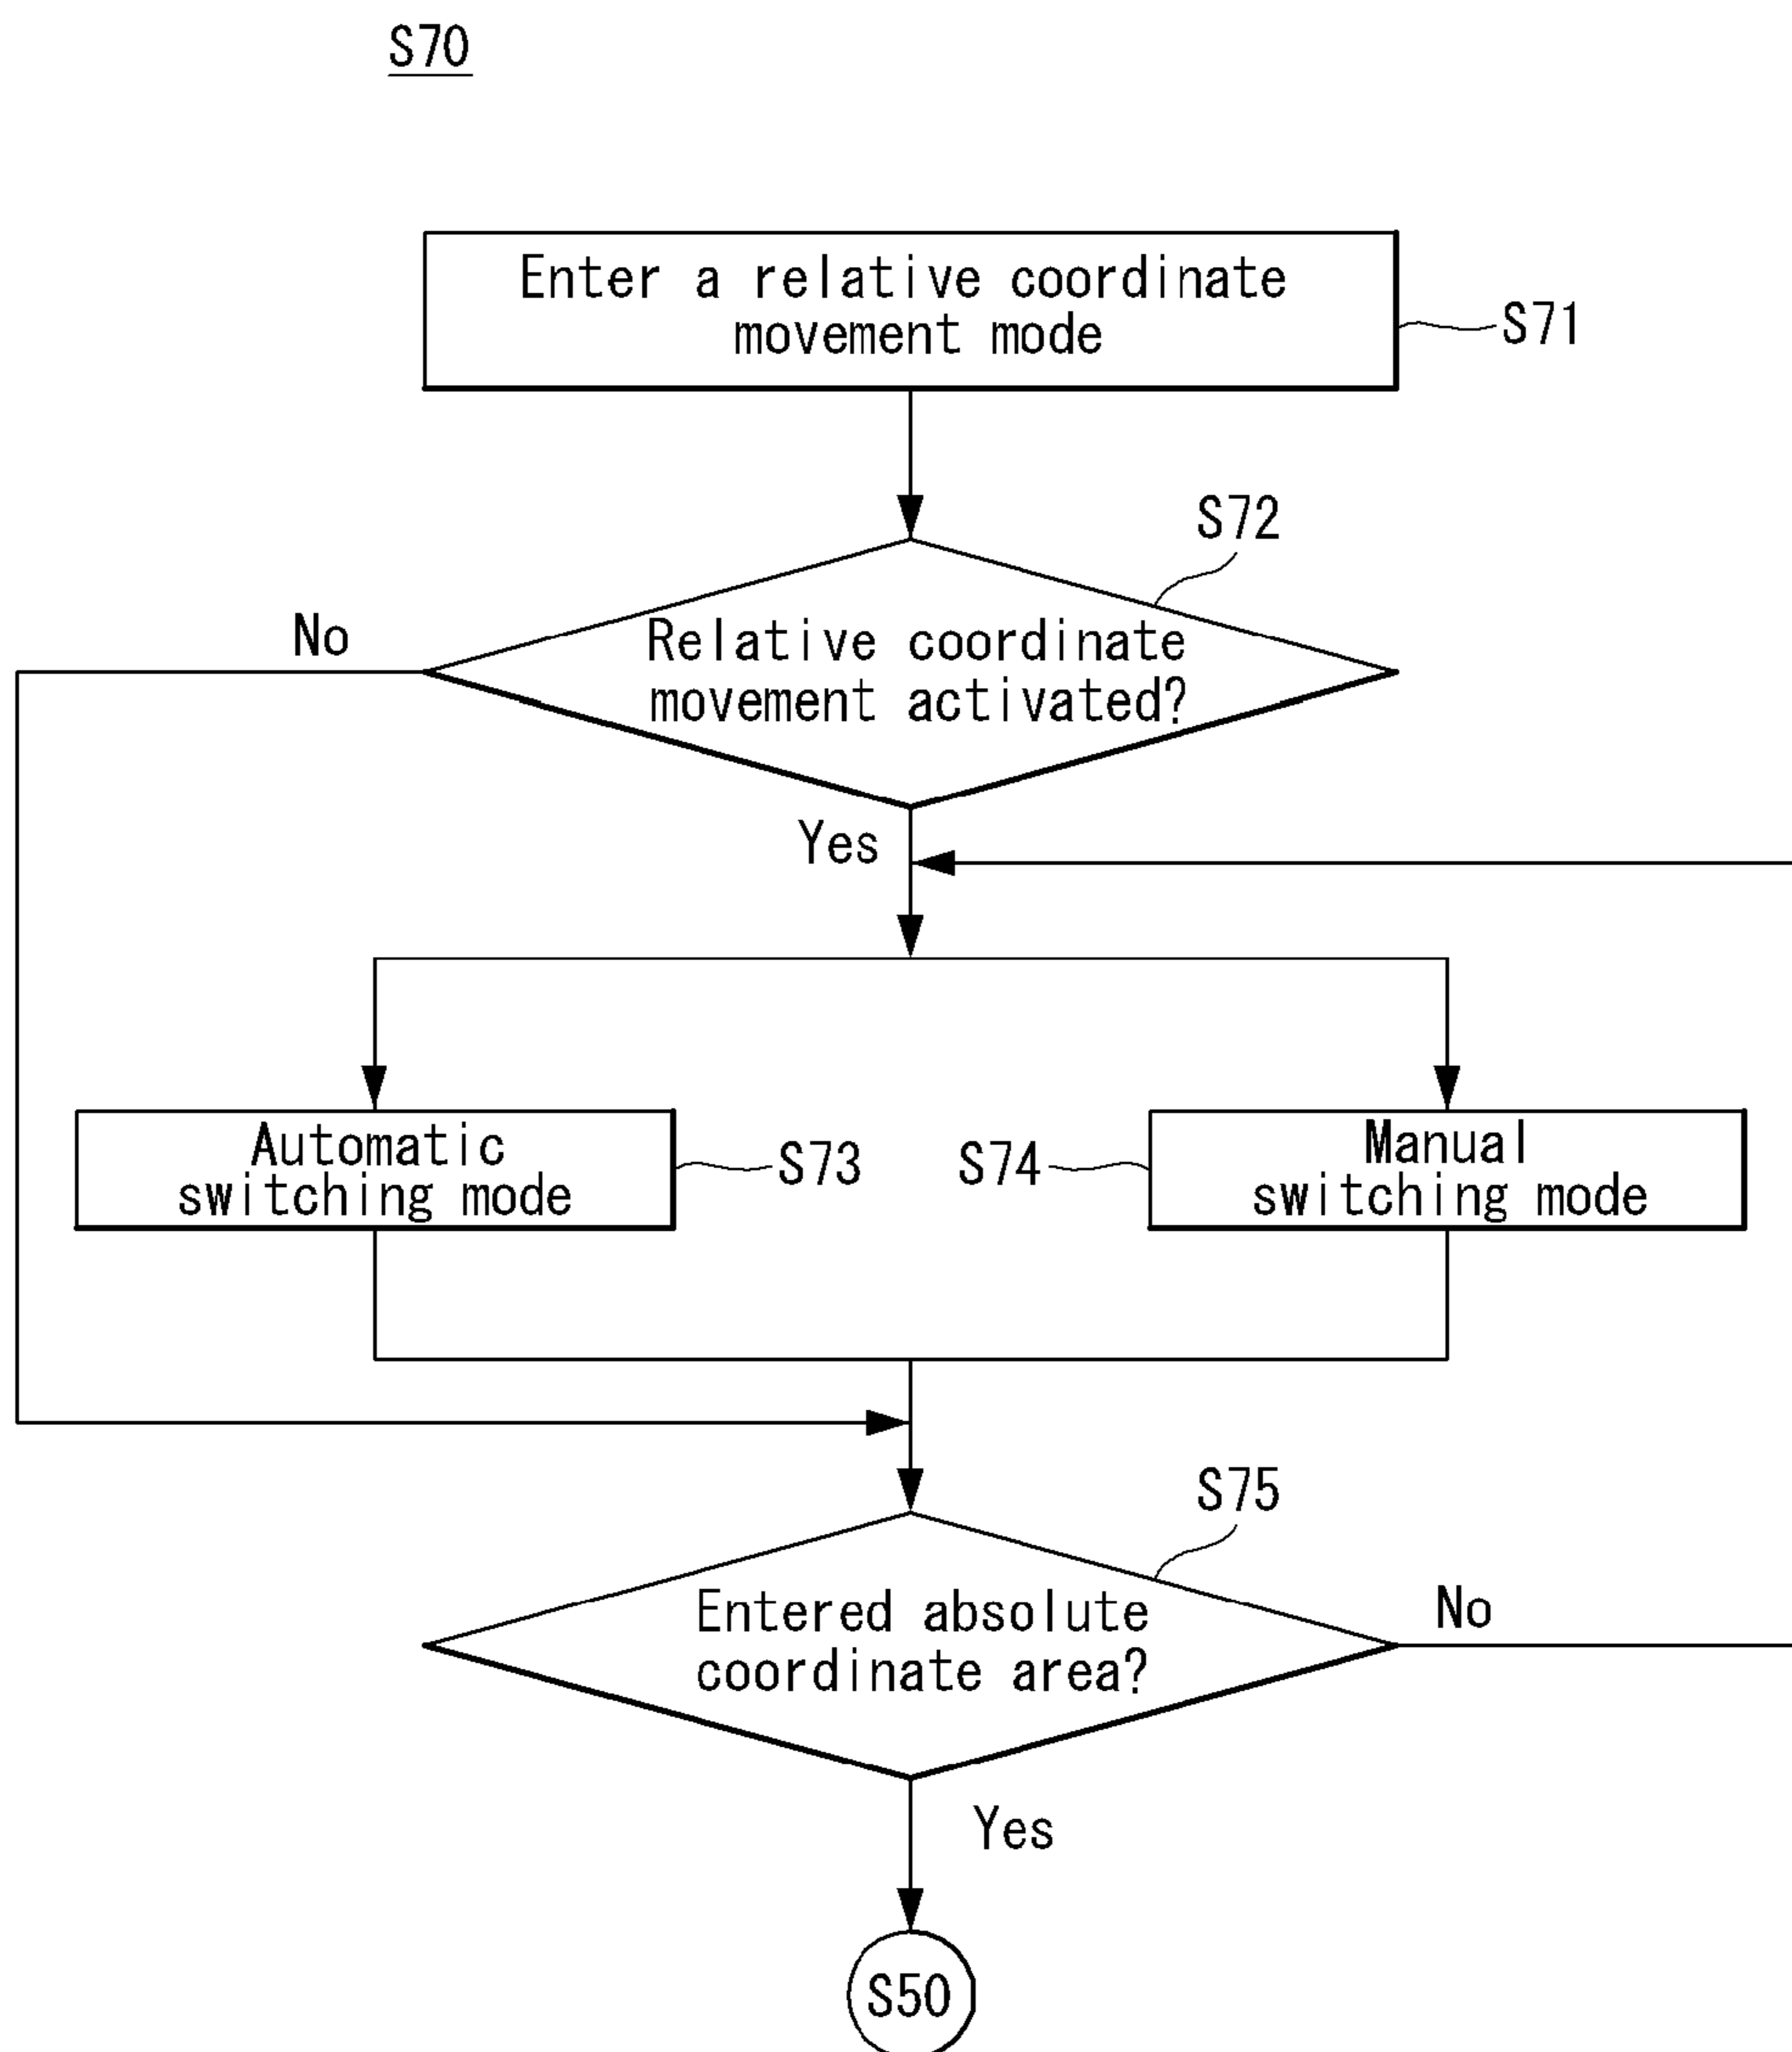 S70
Enter a relative coordinate
movement mode
S71
S72
No
Relative coordinate
movement activated?
Yes
Automatic
switching mode
S73
S74
Manual
switching mode
S75
Entered absolute
coordinate area?
No
Yes
S50